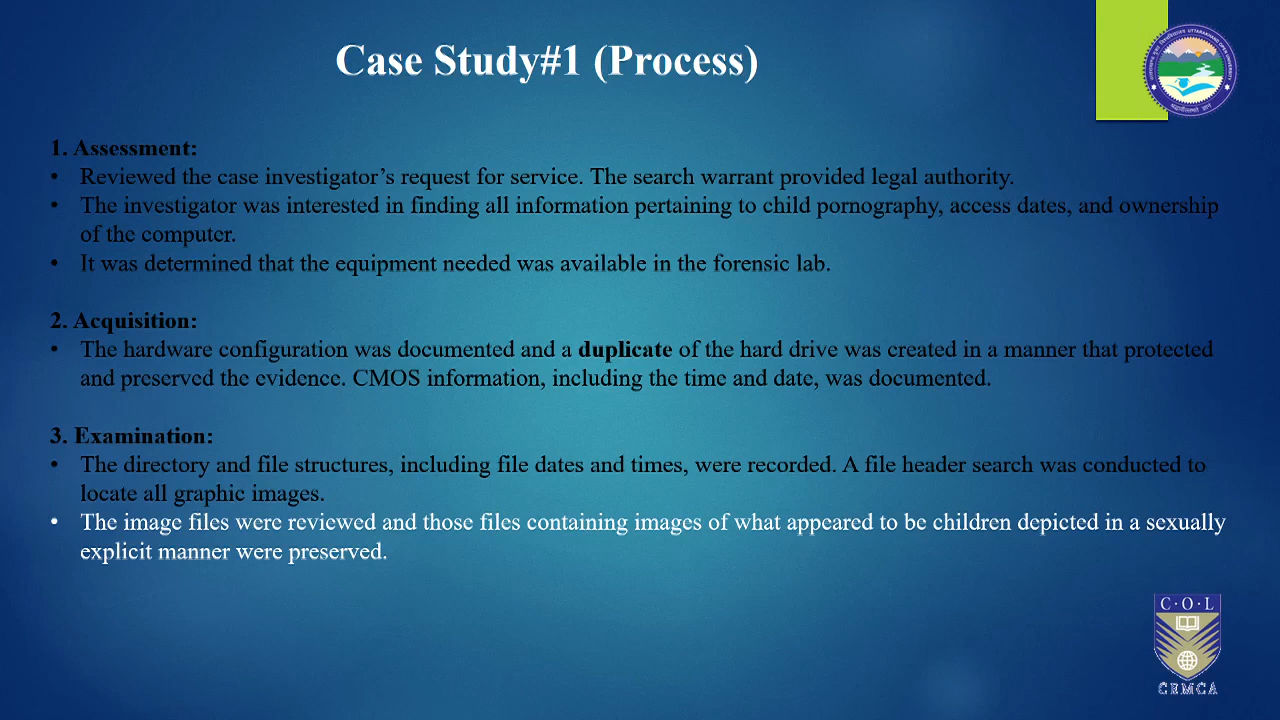 Case Study#1 (Process)
1. Assessment:
• Reviewed the case investigator’s request for service. The search warrant provided legal authority.
• The investigator was interested in finding all information pertaining to child pornography, access dates, and ownership
of the computer.
• It was determined that the equipment needed was available in the forensic lab.
2. Acquisition:
• The hardware configuration was documented and a duplicate of the hard drive was created in a manner that protected
and preserved the evidence. CMOS information, including the time and date, was documented.
3. Examination:
• The directory and file structures, including file dates and times, were recorded. A file header search was conducted to
locate all graphic images.
• The image files were reviewed and those files containing images of what appeared to be children depicted in a sexually
explicit manner were preserved.
C·O·L
CEMCA